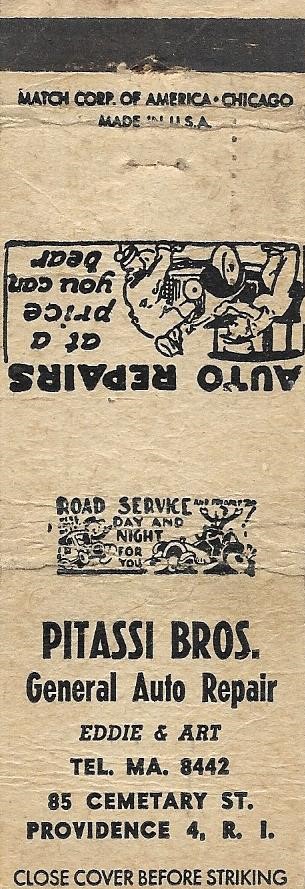 MATCH CORP. OF AMERICA • CHICAGO
MADE IN U.S.A.
AUTO REPAIRS
at a
price
you can
bear
ROAD SERVICE
DAY AND
NIGHT
FOR
YOU
PITASSI BROS.
General Auto Repair
EDDIE & ART
TEL. MA. 8442
85 CEMETARY ST.
PROVIDENCE 4, R. I.
CLOSE COVER BEFORE STRIKING